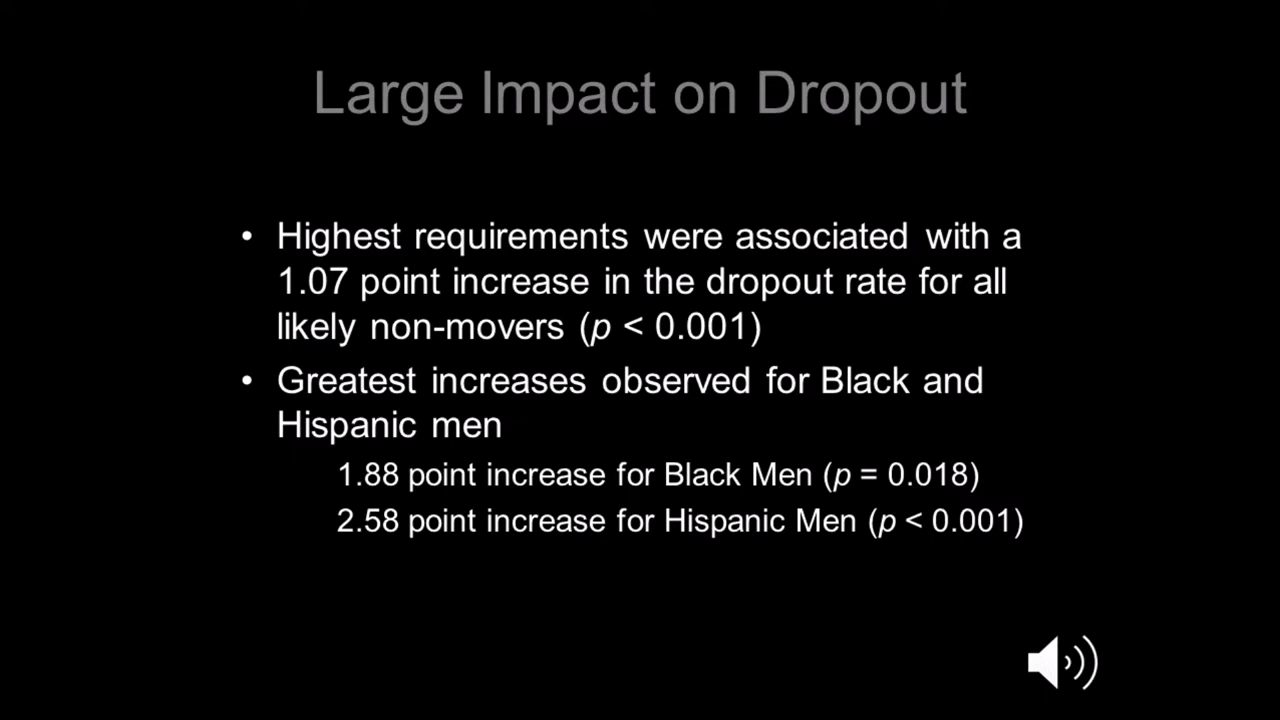 Large Impact on Dropout
• Highest requirements were associated with a
1.07 point increase in the dropout rate for all
likely non-movers (p < 0.001)
• Greatest increases observed for Black and
Hispanic men
1.88 point increase for Black Men (p = 0.018)
2.58 point increase for Hispanic Men (p < 0.001)